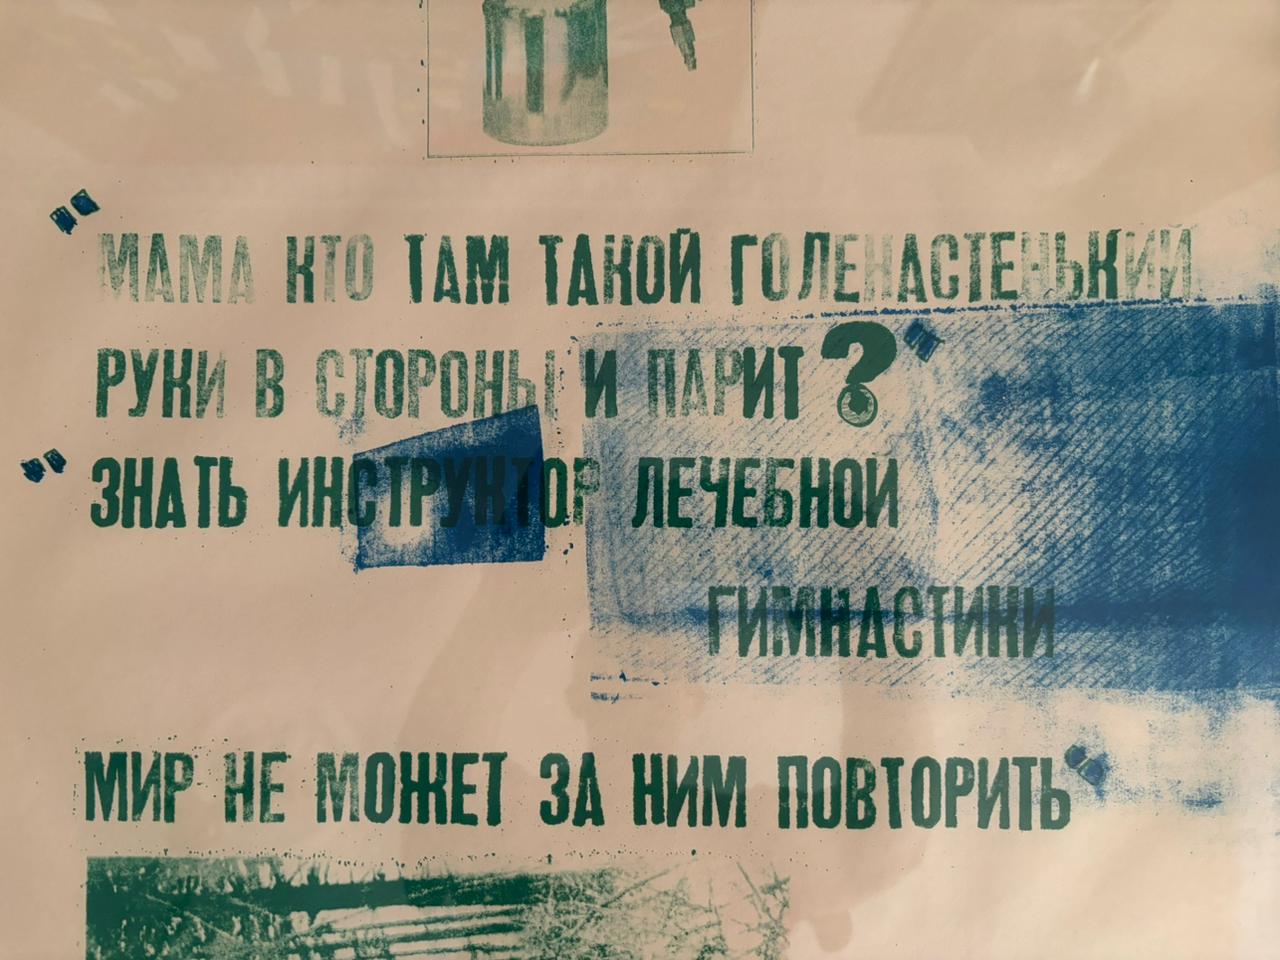 "МАМА КТО ТАМ ТАКОЙ ГОЛЕНАСТЕНЬКИЙ
РУКИ В СТОРОНЫ И ПАРИТ?"
"ЗНАТЬ ИНСТРУКТОР ЛЕЧЕБНОЙ
ГИМНАСТИКИ
МИР НЕ МОЖЕТ ЗА НИМ ПОВТОРИТЬ"